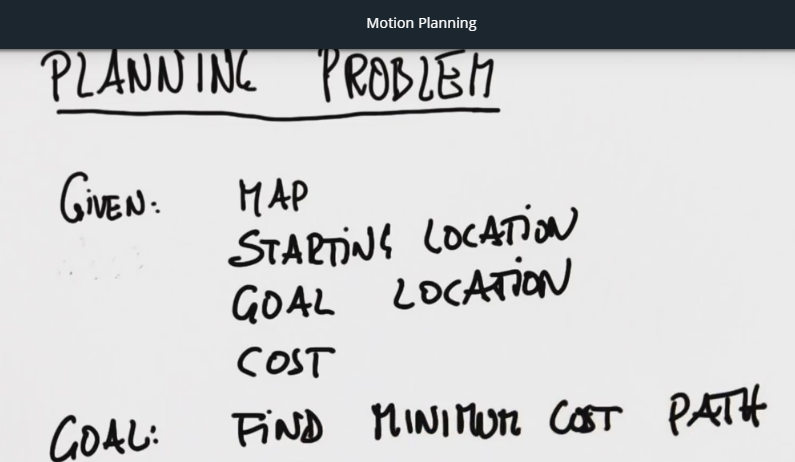 Motion Planning
PLANNING PROBLEM
GiVEN: MAP
STARTiNG LOCATiON
GOAL LOCATiON
COST
GOAL: FiND MINIMUM COST PATH